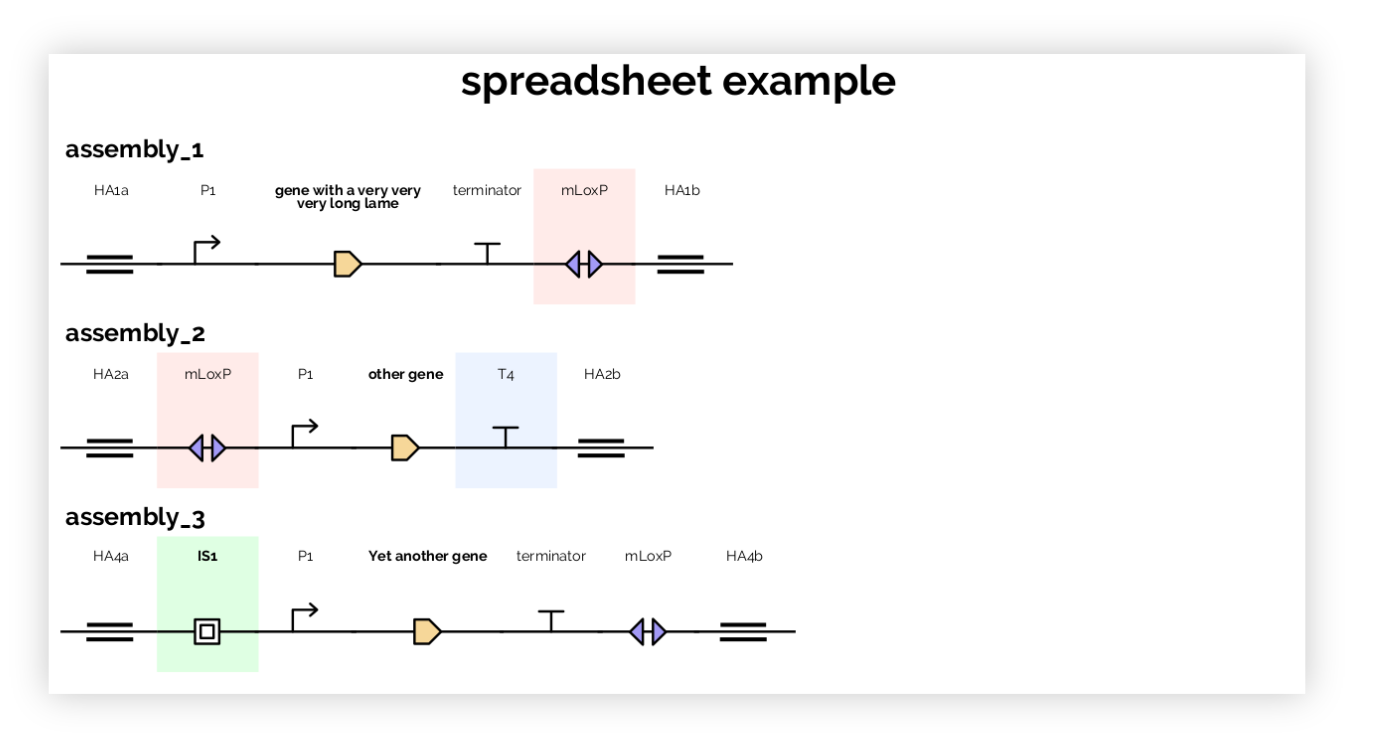 spreadsheet example
assembly_1
HA1a P1 gene with a very very terminator mLoxP HA1b
very long lame
assembly_2
HA2a mLoxP P1 other gene T4 HA2b
assembly_3
HA4a IS1 P1 Yet another gene terminator mLoxP HA4b